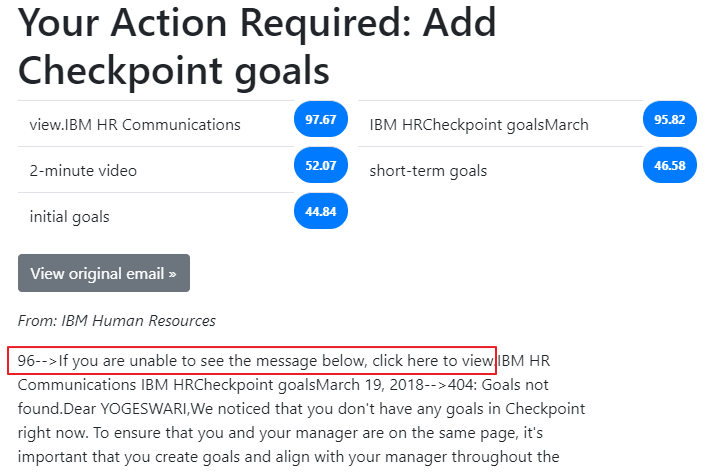 Your Action Required: Add
Checkpoint goals
view.IBM HR Communications 97.67 IBM HRCheckpoint goalsMarch 95.82
2-minute video 52.07 short-term goals 46.58
initial goals 44.84
View original email »
From: IBM Human Resources
96-->If you are unable to see the message below, click here to view.IBM HR
Communications IBM HRCheckpoint goalsMarch 19, 2018-->404: Goals not
found.Dear YOGESWARI,We noticed that you don't have any goals in Checkpoint
right now. To ensure that you and your manager are on the same page, it's
important that you create goals and align with your manager throughout the